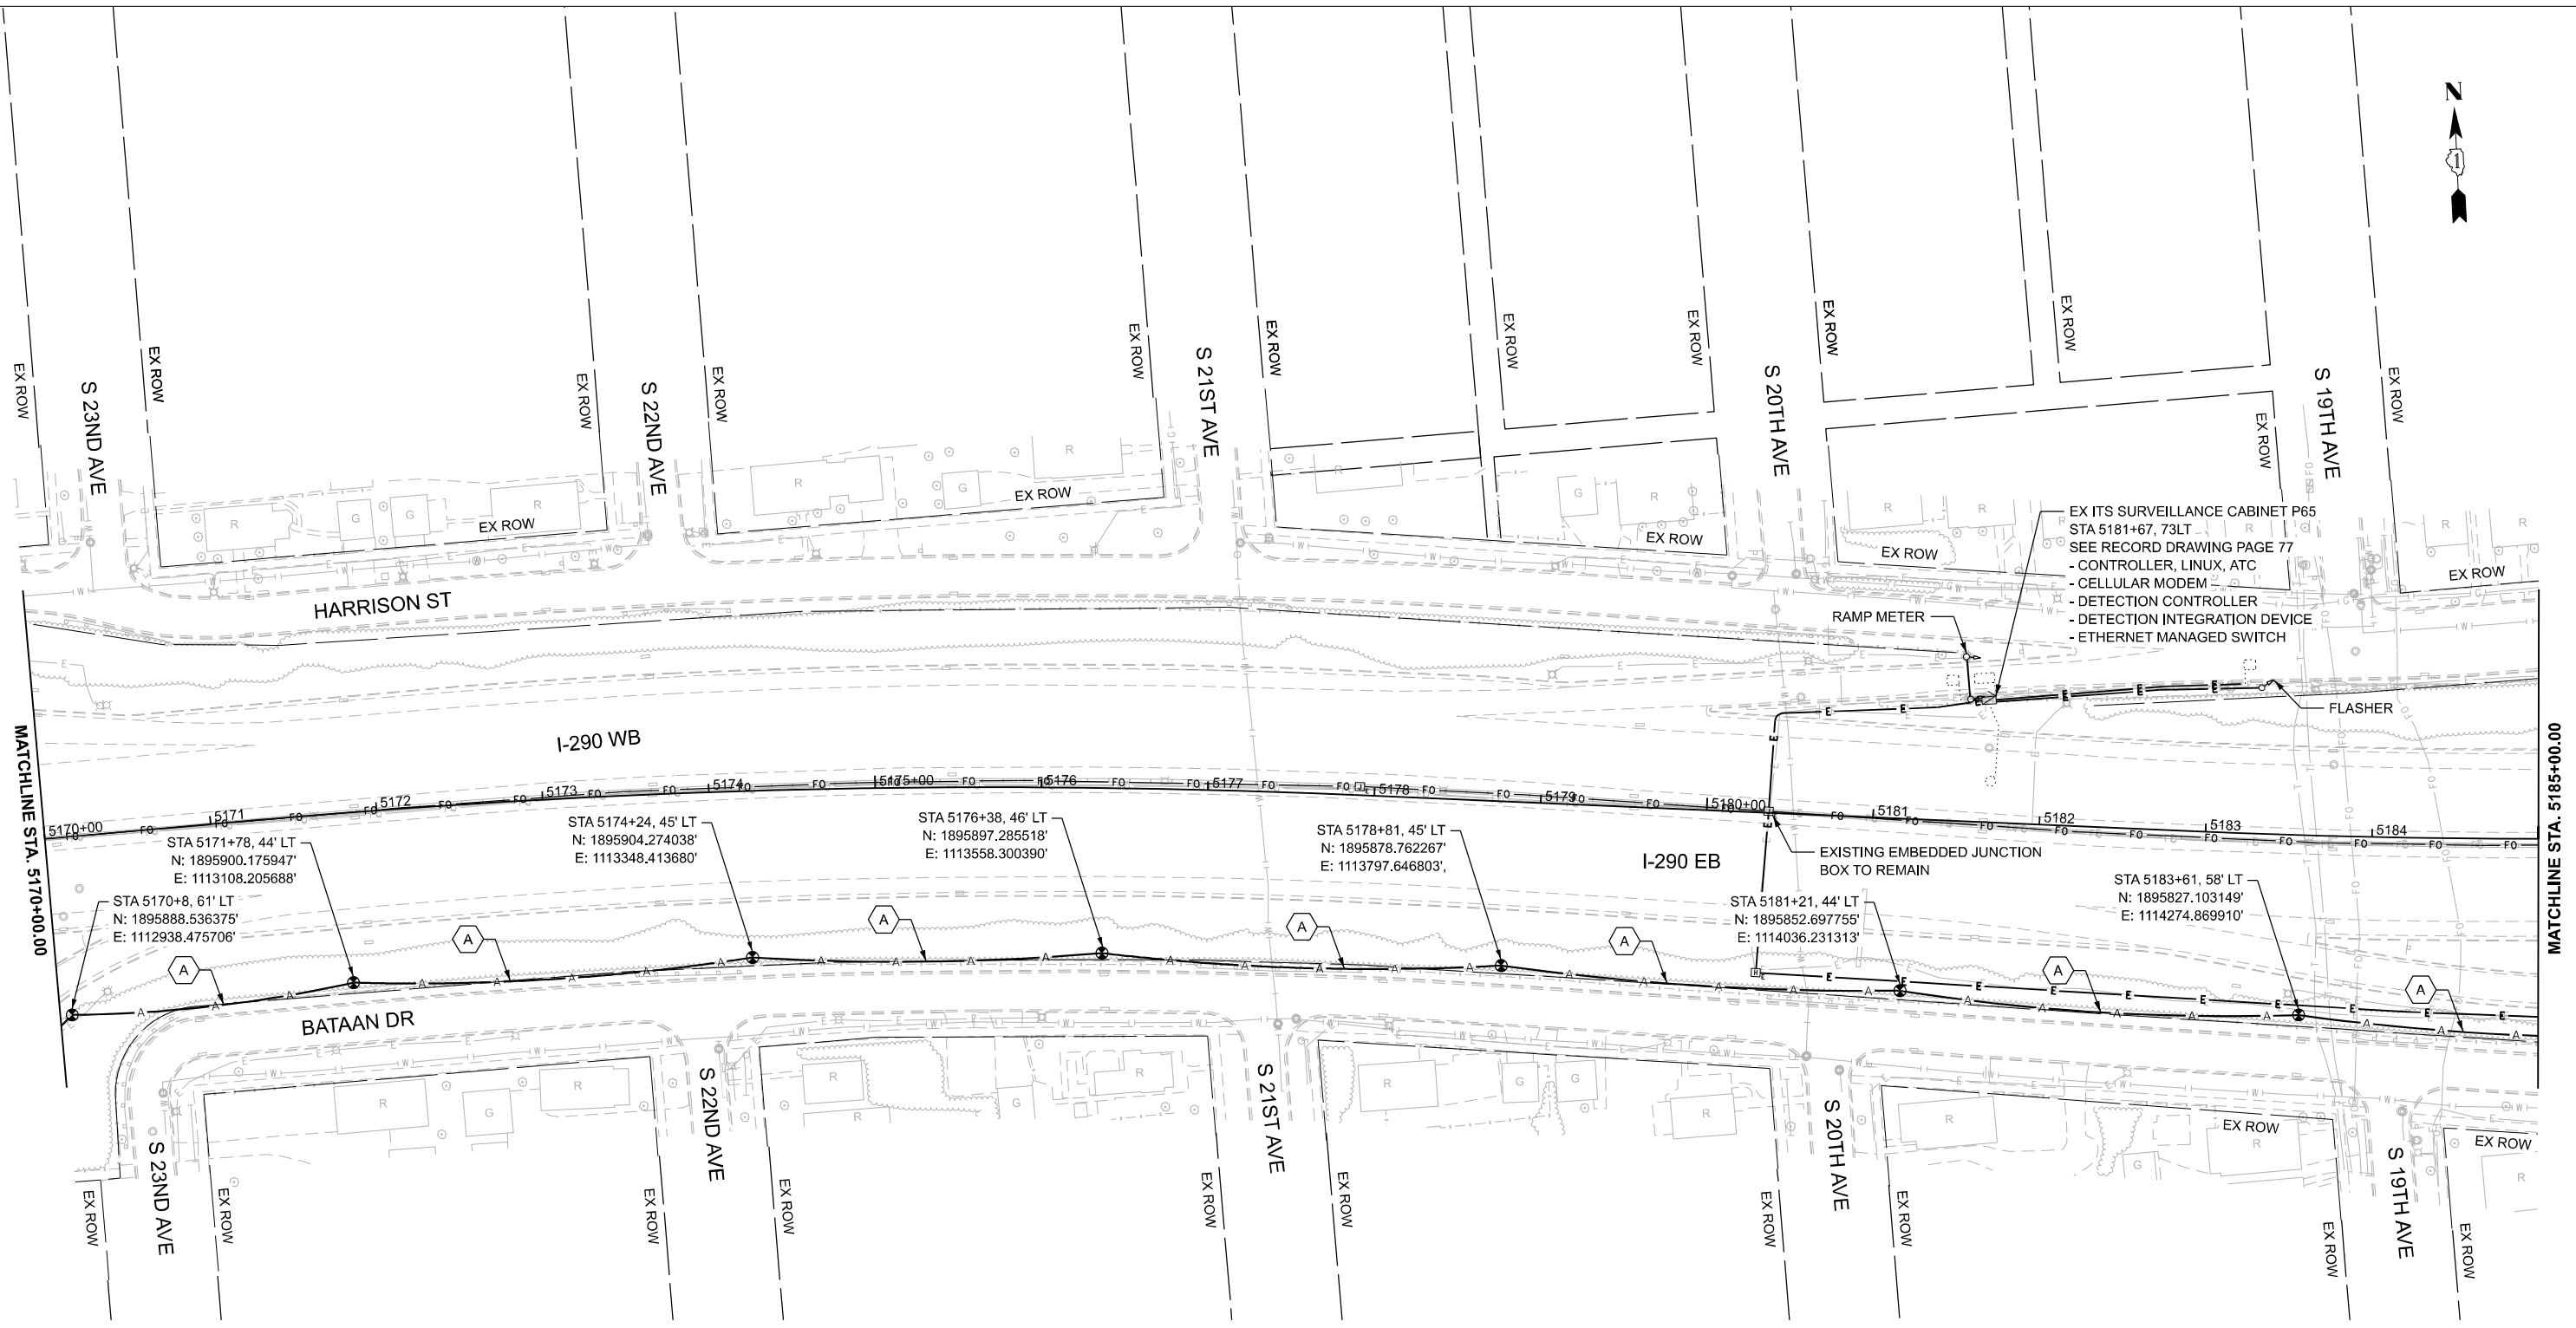 N
1
EX ROW
EX ROW
EX ROW
EX ROW
EX ROW
EX ROW
EX ROW
EX ROW
EX ROW
EX ROW
EX ROW
EX ROW
S 23RD AVE
S 22ND AVE
S 21ST AVE
S 20TH AVE
S 19TH AVE
EX ROW
EX ROW
EX ROW
EX ROW
EX ROW
EX ITS SURVEILLANCE CABINET P65
STA 5181+67, 73LT
SEE RECORD DRAWING PAGE 77
- CONTROLLER, LINUX, ATC
- CELLULAR MODEM
- DETECTION CONTROLLER
- DETECTION INTEGRATION DEVICE
- ETHERNET MANAGED SWITCH
RAMP METER
FLASHER
HARRISON ST
I-290 WB
MATCHLINE STA. 5170+00.00
MATCHLINE STA. 5185+00.00
5170+00
5171
5172
5173
5174
5175+00
5176
5177
5178
5179
5180+00
5181
5182
5183
5184
STA 5171+78, 44' LT
N: 1895900.175947'
E: 1113108.205688'
STA 5174+24, 45' LT
N: 1895904.274038'
E: 1113348.413680'
STA 5176+38, 46' LT
N: 1895897.285518'
E: 1113558.300390'
STA 5178+81, 45' LT
N: 1895878.762267'
E: 1113797.646803',
I-290 EB
EXISTING EMBEDDED JUNCTION
BOX TO REMAIN
STA 5170+8, 61' LT
N: 1895888.536375'
E: 1112938.475706'
STA 5181+21, 44' LT
N: 1895852.697755'
E: 1114036.231313'
STA 5183+61, 58' LT
N: 1895827.103149'
E: 1114274.869910'
A
A
A
A
A
A
A
BATAAN DR
S 23ND AVE
S 22ND AVE
S 21ST AVE
S 20TH AVE
S 19TH AVE
EX ROW
EX ROW
EX ROW
EX ROW
EX ROW
EX ROW
EX ROW
EX ROW
EX ROW
EX ROW
EX ROW
EX ROW